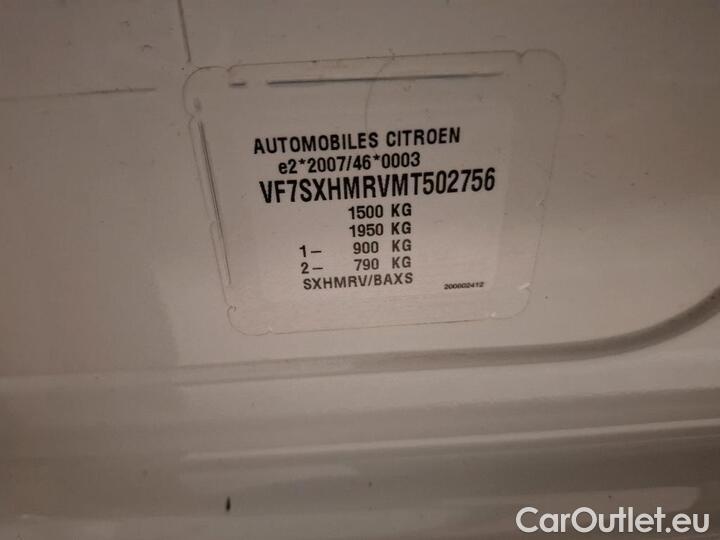 AUTOMOBILES CITROEN
e2*2007/46*0003
VF7SXHMRVMT502756
1500 KG
1950 KG
1- 900 KG
2- 790 KG
SXHMRV/BAXS 200602412
CarOutlet.eu